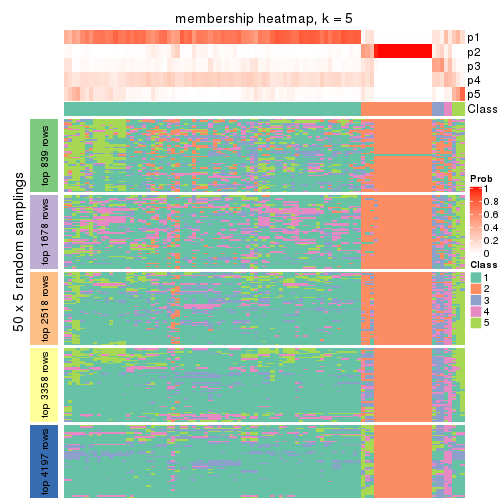 membership heatmap, k = 5
p1
p2
p3
p4
p5
Class
50 x 5 random samplings
top 839 rows
top 1678 rows
top 2518 rows
top 3358 rows
top 4197 rows
Prob
1
0.8
0.6
0.4
0.2
0
Class
1
2
3
4
5